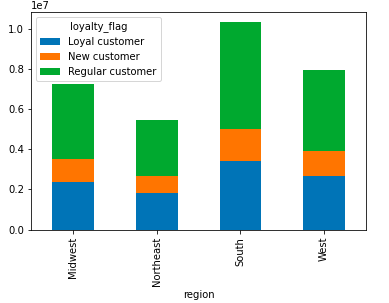 1e7
loyalty_flag
Loyal customer
New customer
Regular customer
1.0
0.8
0.6
0.4
0.2
0.0
Midwest
Northeast
South
West
region